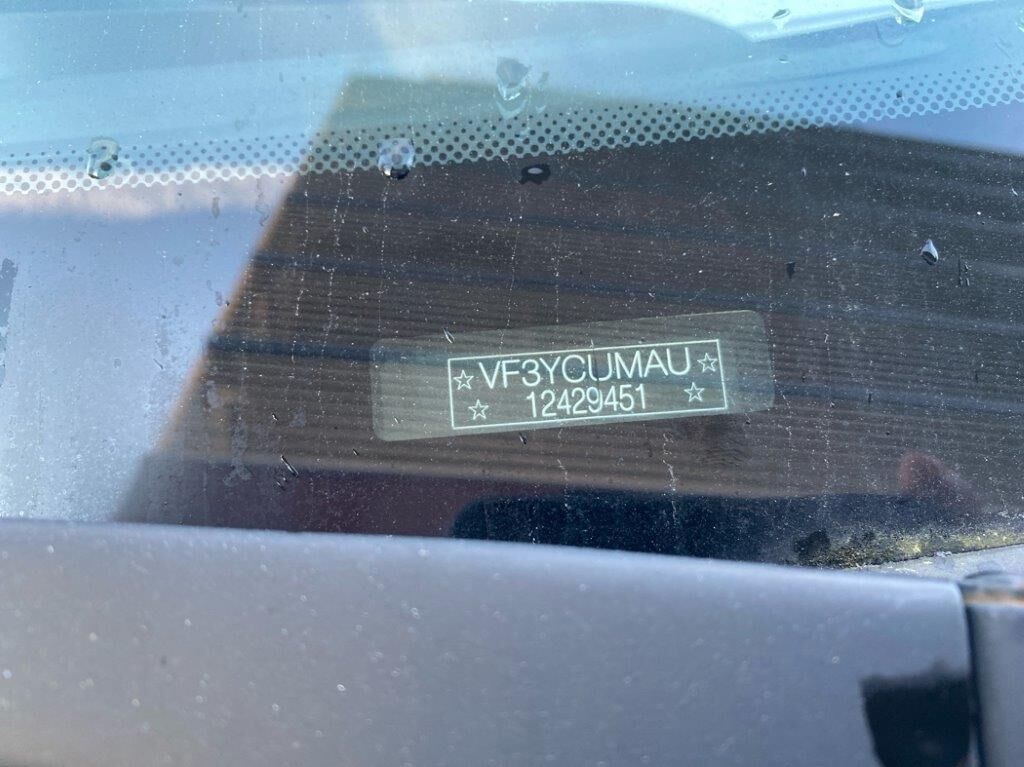 ☆ VF3YCUMAU ☆
☆ 12429451 ☆